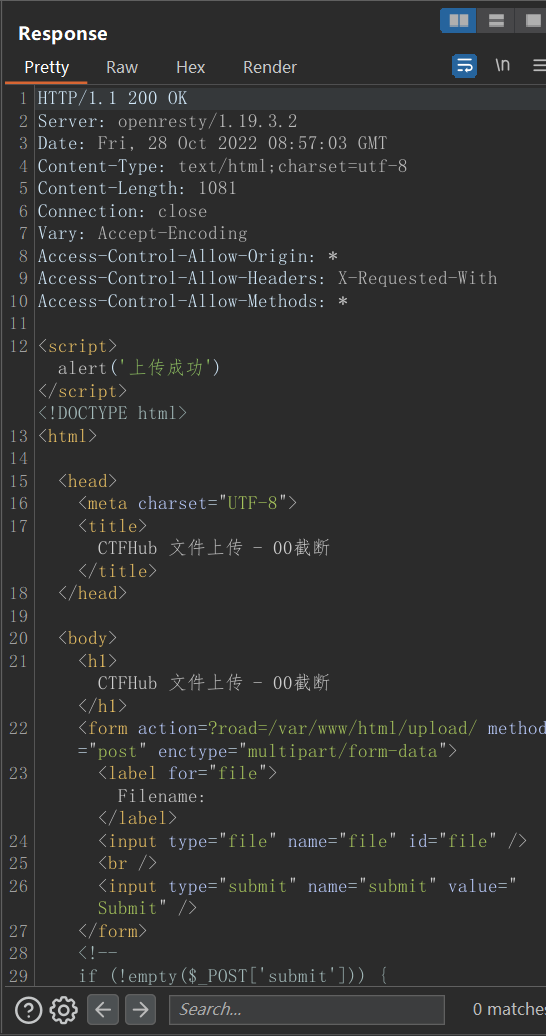 Response
Pretty Raw Hex Render \n
1 HTTP/1.1 200 OK
2 Server: openresty/1.19.3.2
3 Date: Fri, 28 Oct 2022 08:57:03 GMT
4 Content-Type: text/html;charset=utf-8
5 Content-Length: 1081
6 Connection: close
7 Vary: Accept-Encoding
8 Access-Control-Allow-Origin: *
9 Access-Control-Allow-Headers: X-Requested-With
10 Access-Control-Allow-Methods: *
11
12 <script>
alert('上传成功')
</script>
<!DOCTYPE html>
13 <html>
14
15 <head>
16 <meta charset="UTF-8">
17 <title>
CTFHub 文件上传 - 00截断
</title>
18 </head>
19
20 <body>
21 <h1>
CTFHub 文件上传 - 00截断
</h1>
22 <form action=?road=/var/www/html/upload/ method
="post" enctype="multipart/form-data">
23 <label for="file">
Filename:
</label>
24 <input type="file" name="file" id="file" />
25 <br />
26 <input type="submit" name="submit" value="
Submit" />
27 </form>
28 <!--
29 if (!empty($_POST['submit'])) {
Search... 0 matches